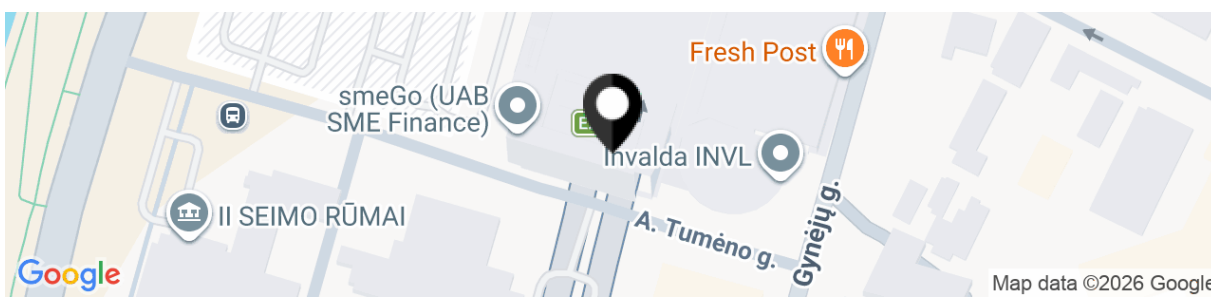 Fresh Post
smeGo (UAB
SME Finance)
Invalda INVL
II SEIMO RŪMAI
A. Tumėno g.
Gynėjų g.
Google
Map data ©2026 Google